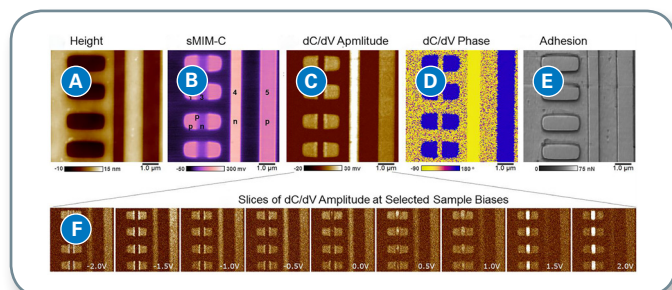 Height sMIM-C dC/dV Apmlitude dC/dV Phase Adhesion
A B C D E
4 5
p n n p
p n
-10 15 nm 1.0 µm -50 300 mv 1.0 µm -20 30 mv 1.0 µm -90 180 ° 1.0 µm 0 75 nN 1.0 µm
Slices of dC/dV Amplitude at Selected Sample Biases
F
-2.0V -1.5V -1.0V -0.5V 0.0V 0.5V 1.0V 1.5V 2.0V